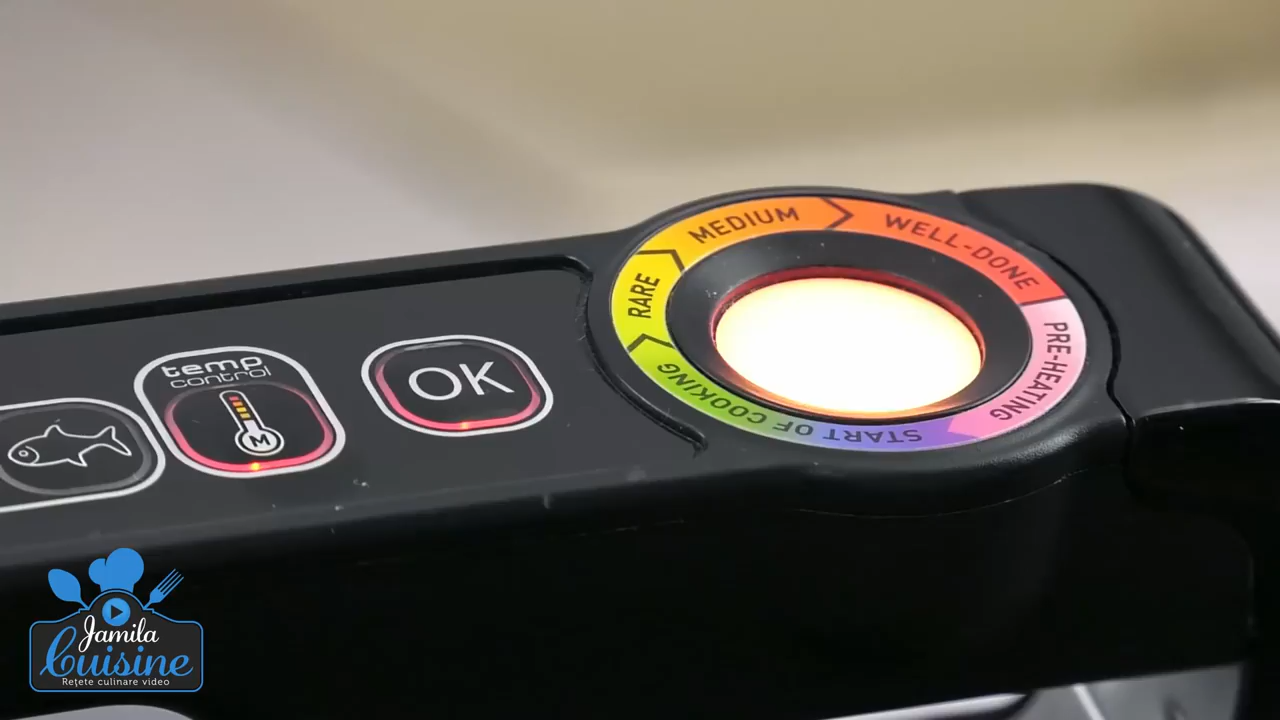 MEDIUM
WELL-DONE
RARE
PRE-HEATING
START OF COOKING
temp
control
M
OK
Jamila
Cuisine
Rețete culinare video